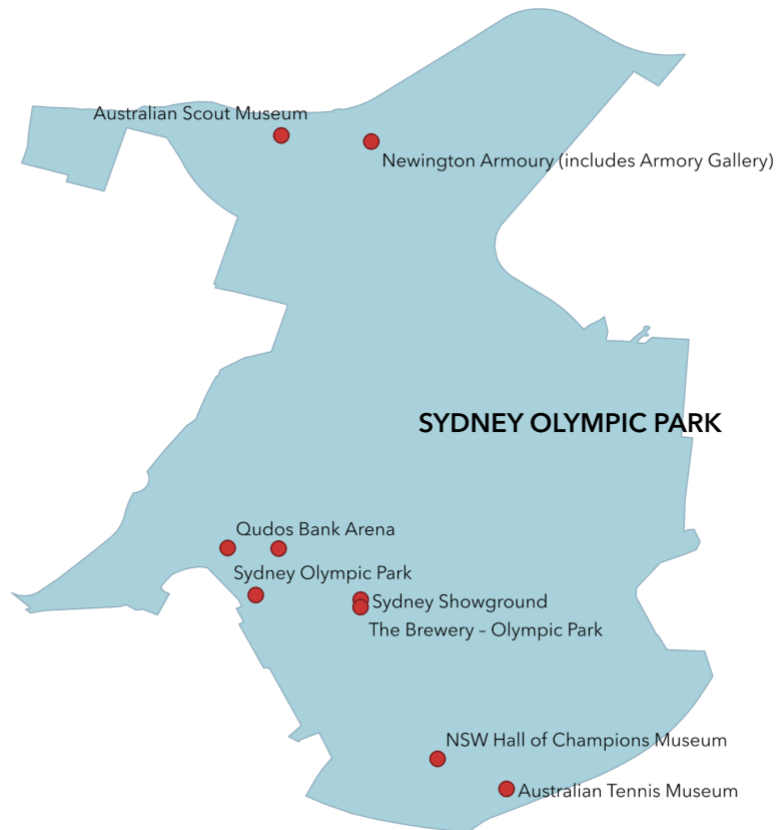 Australian Scout Museum
Newington Armoury (includes Armory Gallery)
SYDNEY OLYMPIC PARK
Qudos Bank Arena
Sydney Olympic Park
Sydney Showground
The Brewery – Olympic Park
NSW Hall of Champions Museum
Australian Tennis Museum